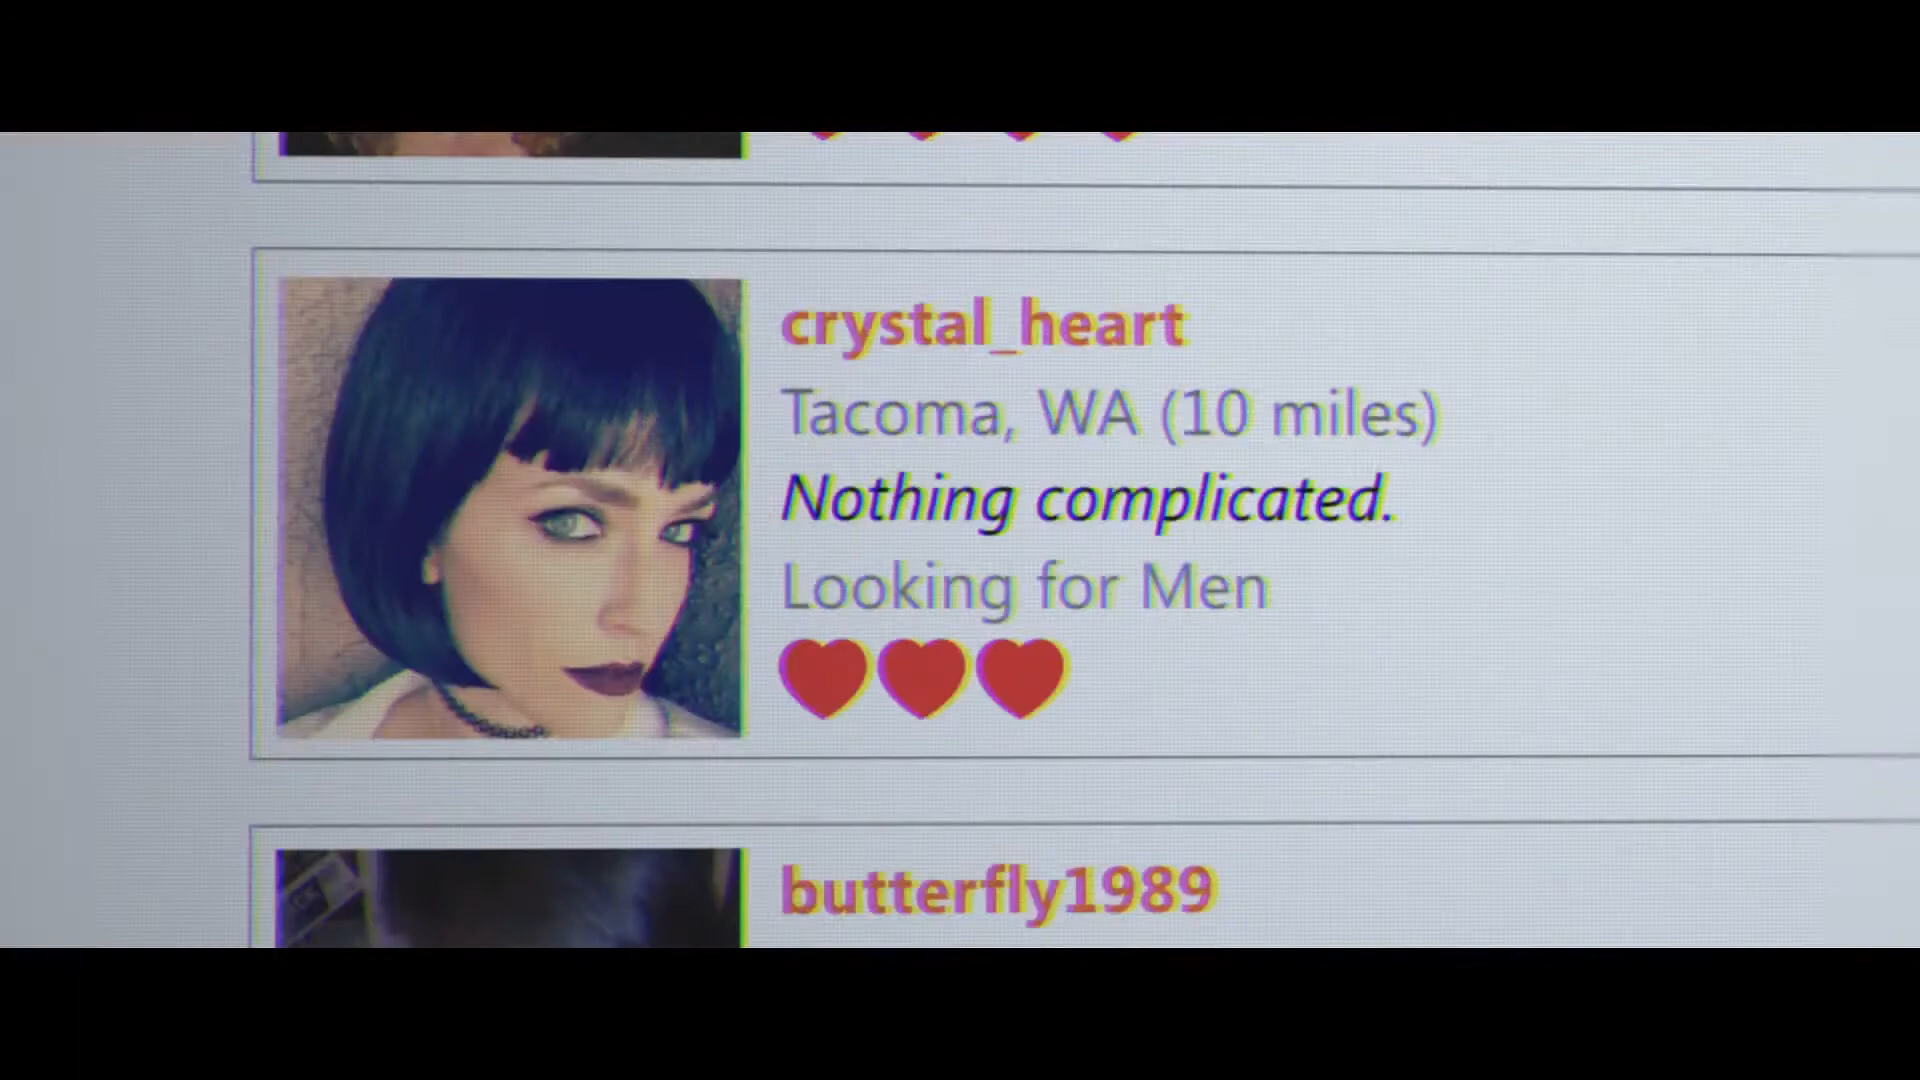 crystal_heart
Tacoma, WA (10 miles)
Nothing complicated.
Looking for Men
butterfly1989